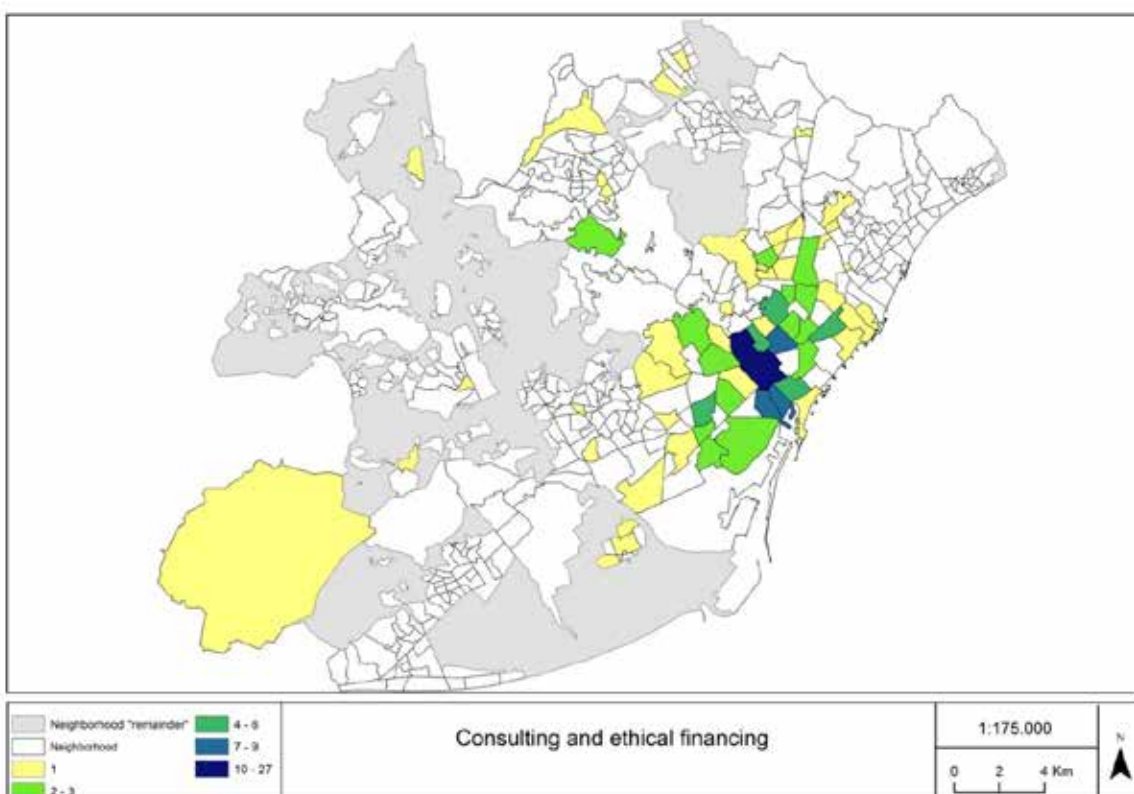 Neighborhood "remainder"
Neighborhood
1
2 - 3
4 - 6
7 - 9
10 - 27
Consulting and ethical financing
1:175.000
0 2 4 Km
N